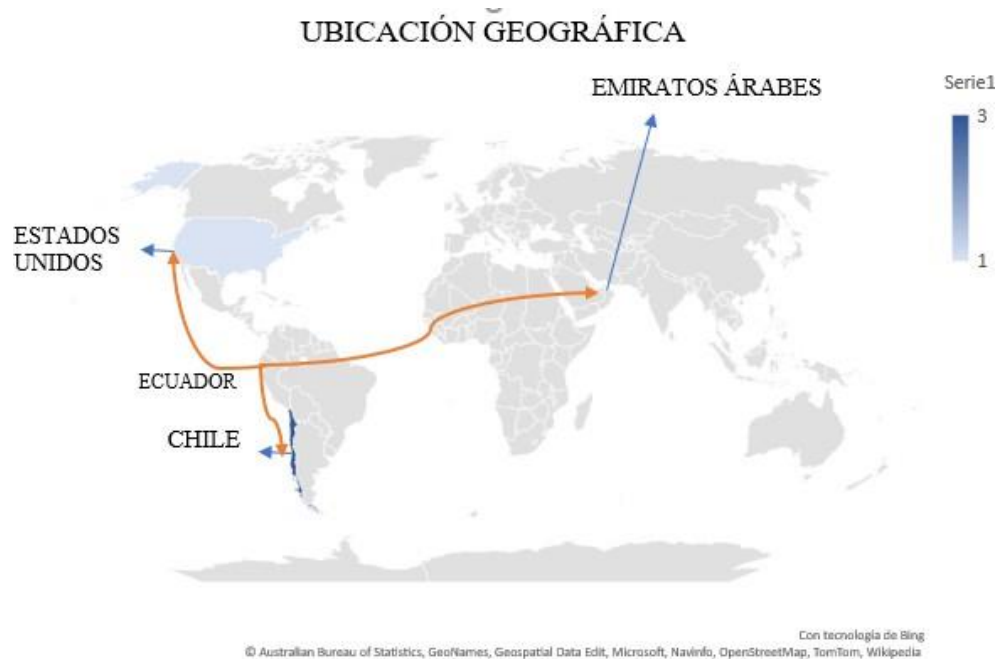 UBICACIÓN GEOGRÁFICA
EMIRATOS ÁRABES
Serie1
3
1
ESTADOS
UNIDOS
ECUADOR
CHILE
Con tecnología de Bing
© Australian Bureau of Statistics, GeoNames, Geospatial Data Edit, Microsoft, Navinfo, OpenStreetMap, TomTom, Wikipedia